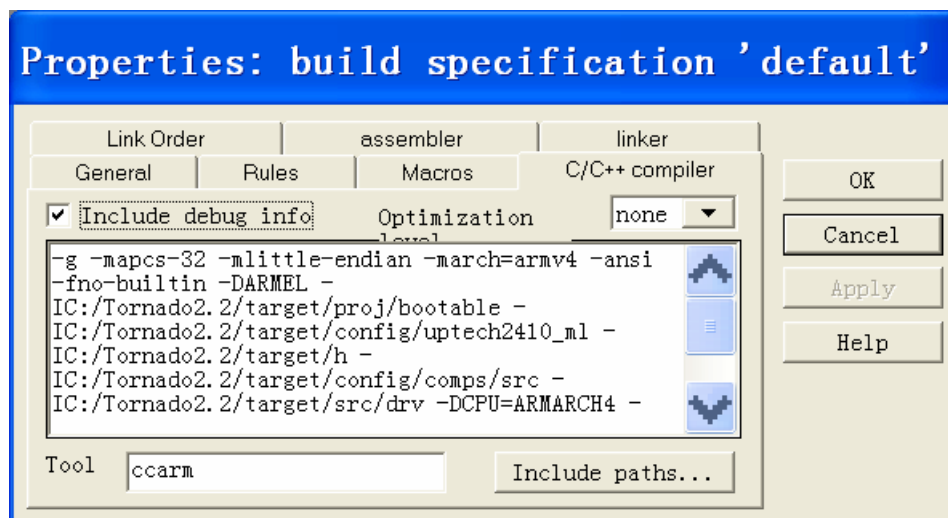 Properties: build specification 'default'
Link Order assembler linker
General Rules Macros C/C++ compiler
Include debug info Optimization level none
-g -mapcs-32 -mlittle-endian -march=armv4 -ansi
-fno-builtin -DARMEL -
IC:/Tornado2.2/target/proj/bootable -
IC:/Tornado2.2/target/config/uptech2410_ml -
IC:/Tornado2.2/target/h -
IC:/Tornado2.2/target/config/comps/src -
IC:/Tornado2.2/target/src/drv -DCPU=ARMARCH4 -
Tool ccarm Include paths...
OK
Cancel
Apply
Help